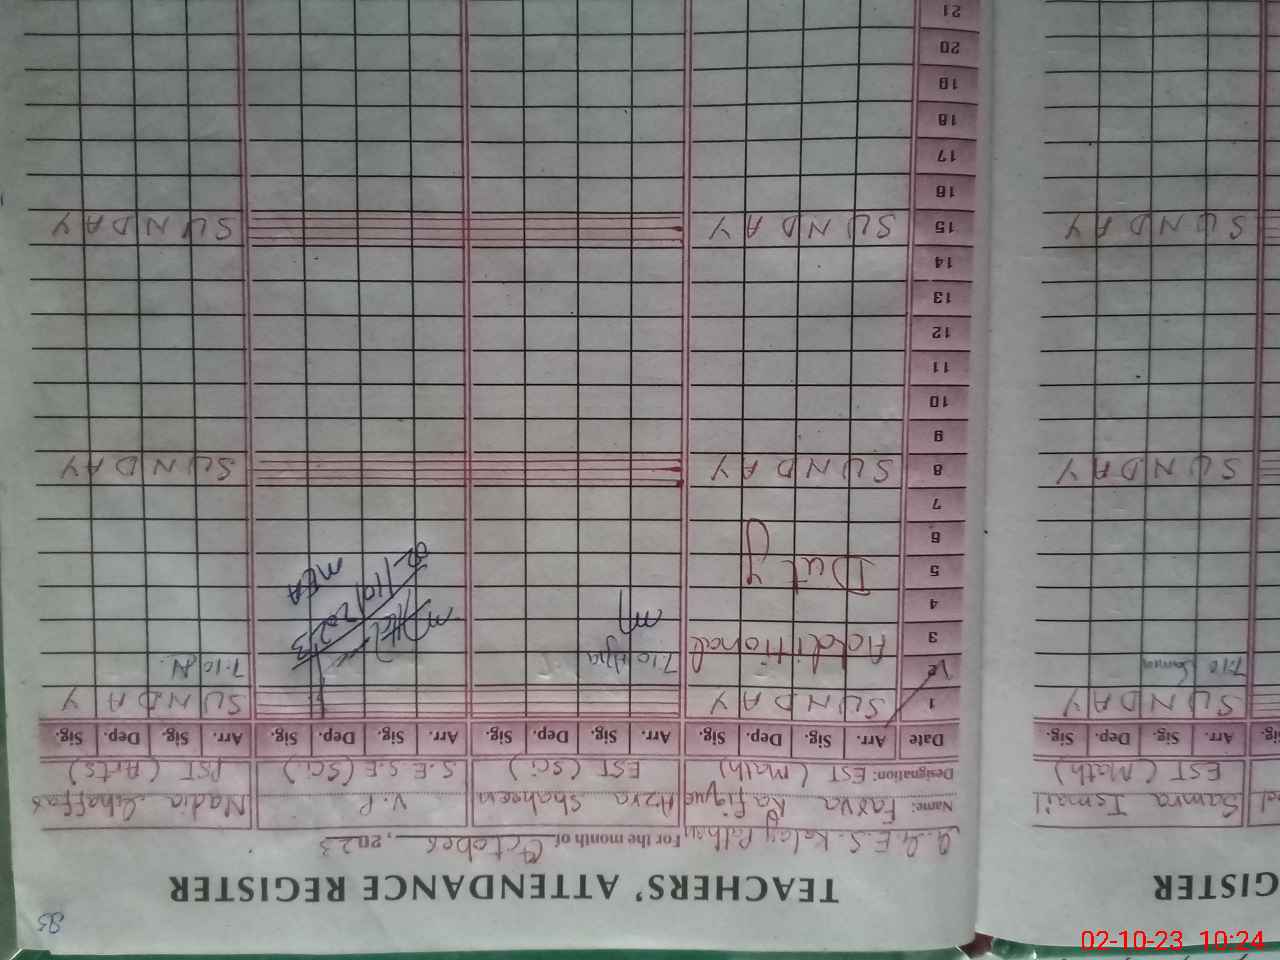 85
TEACHERS' ATTENDANCE REGISTER
G.G.E.S. Kalay Pathan For the month of October, 2023
Name: Farva Rafique Azra Shaheen V.P Nadia Ghaffar
Designation: EST (Math) EST (Sci) S.E.S.E (Sci) PST (Arts)
Date Arr. Sig. Dep. Sig. Arr. Sig. Dep. Sig. Arr. Sig. Dep. Sig. Arr. Sig. Dep. Sig.
1 SUNDAY SUNDAY
7:10 7:10
3 Additional
4
5 Duty
6
02/10/2023
MEA
7
8 SUNDAY SUNDAY
9
10
11
12
13
14
15 SUNDAY SUNDAY
16
17
18
19
20
21
GISTER
Samra Ismail
EST (Math)
Arr. Sig. Dep. Sig.
SUNDAY
7:10 Samra
SUNDAY
SUNDAY
02-10-23 10:24